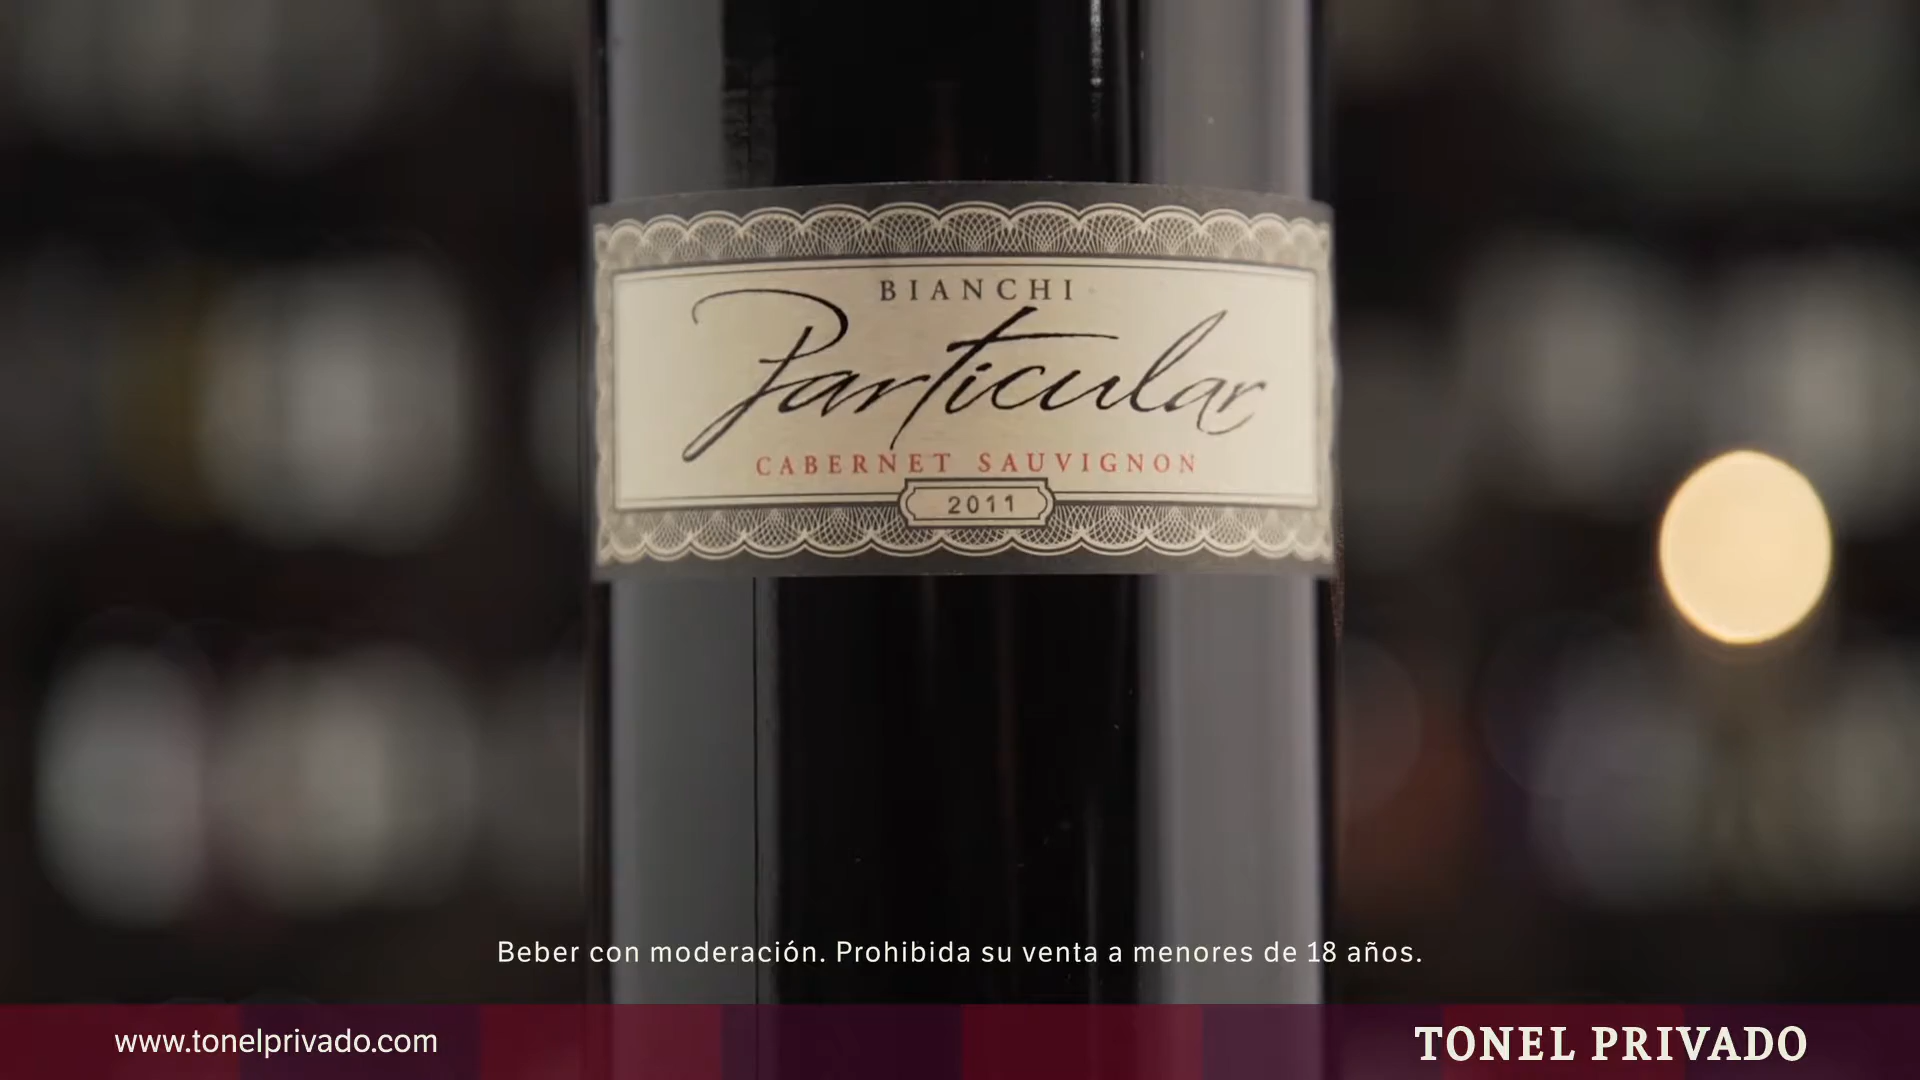 BIANCHI
Particular
CABERNET SAUVIGNON
2011
Beber con moderación. Prohibida su venta a menores de 18 años.
www.tonelprivado.com
TONEL PRIVADO